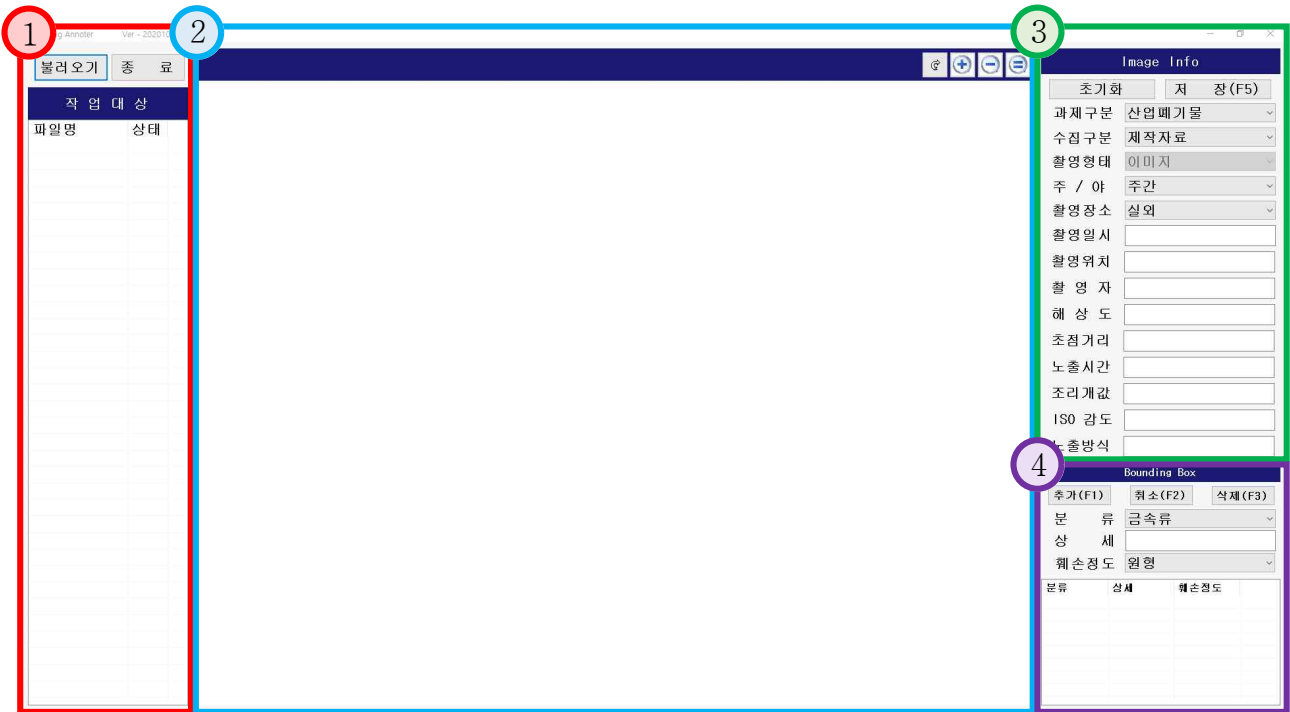 1
2
3
4
Annoter Ver - 20201
불러오기 종 료
작 업 대 상
파일명 상태
Image Info
초기화 저 장(F5)
과제구분 산업폐기물
수집구분 제작자료
촬영형태 이미지
주 / 야 주간
촬영장소 실외
촬영일시
촬영위치
촬 영 자
해 상 도
초점거리
노출시간
조리개값
ISO 감도
노출방식
Bounding Box
추가(F1) 취소(F2) 삭제(F3)
분 류 금속류
상 세
훼손정도 원형
분류 상세 훼손정도